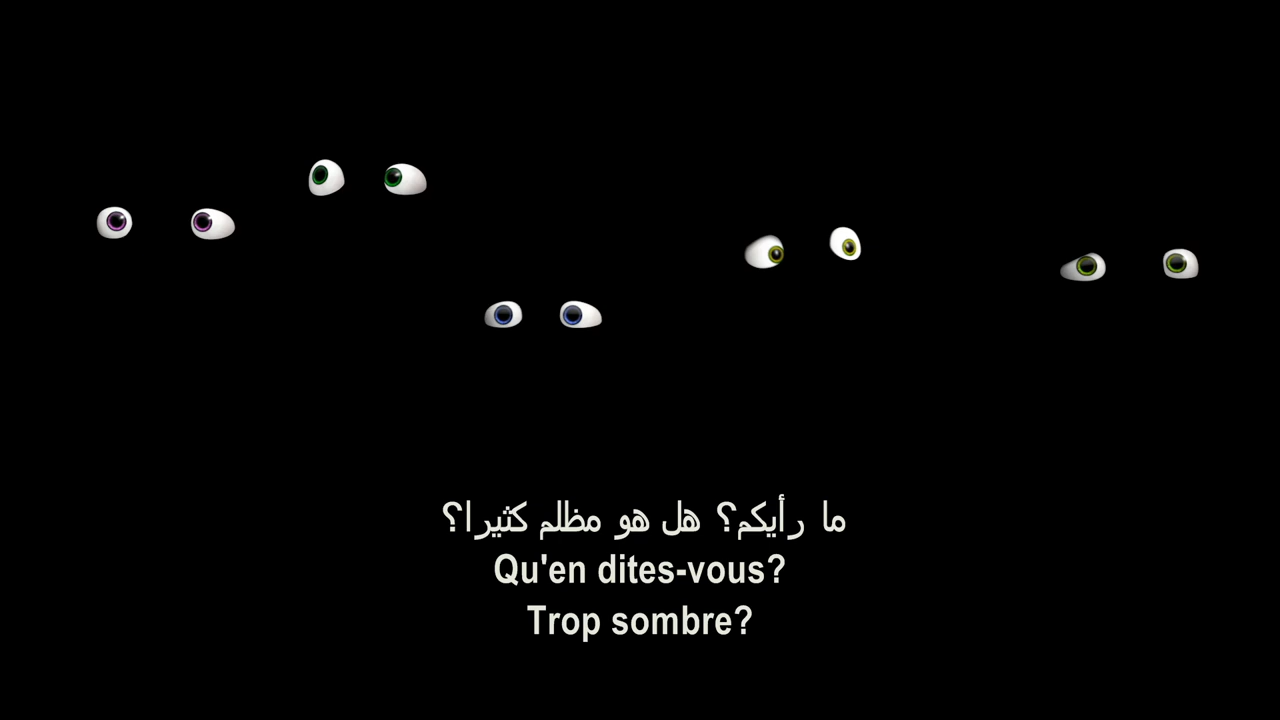 ما رأيكم؟ هل هو مظلم كثيرا؟
Qu'en dites-vous?
Trop sombre?